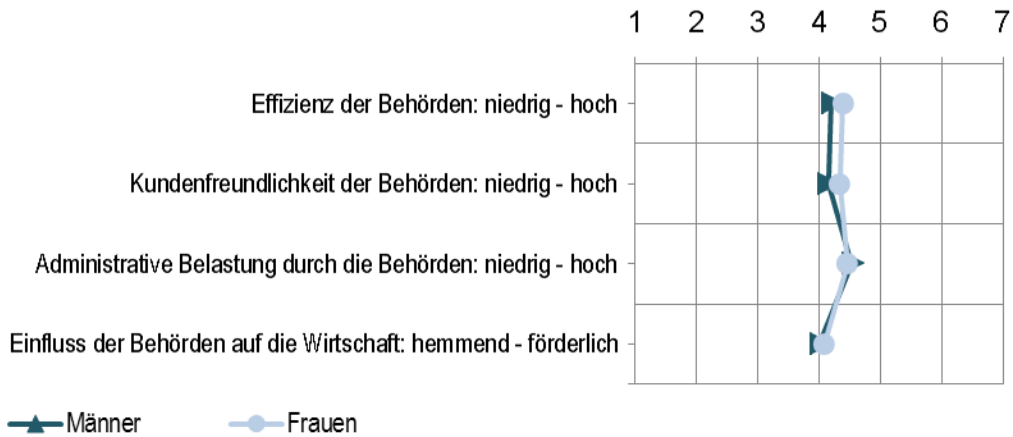 1 2 3 4 5 6 7
Effizienz der Behörden: niedrig - hoch
Kundenfreundlichkeit der Behörden: niedrig - hoch
Administrative Belastung durch die Behörden: niedrig - hoch
Einfluss der Behörden auf die Wirtschaft: hemmend - förderlich
Männer Frauen